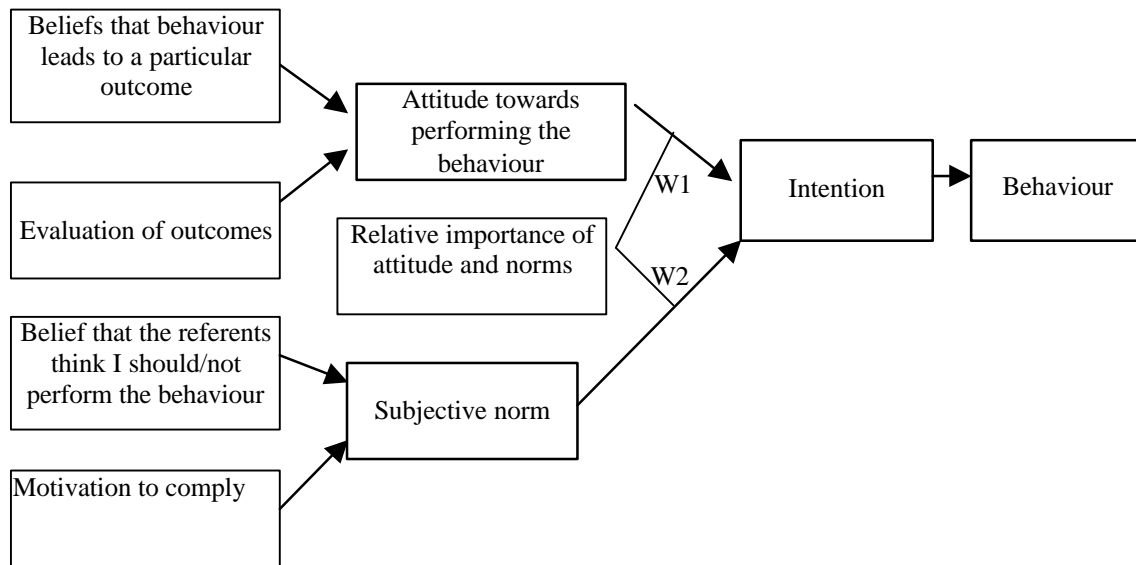 Beliefs that behaviour
leads to a particular
outcome
Attitude towards
performing the
behaviour
Evaluation of outcomes
Relative importance of
attitude and norms
W1
W2
Intention
Behaviour
Belief that the referents
think I should/not
perform the behaviour
Subjective norm
Motivation to comply